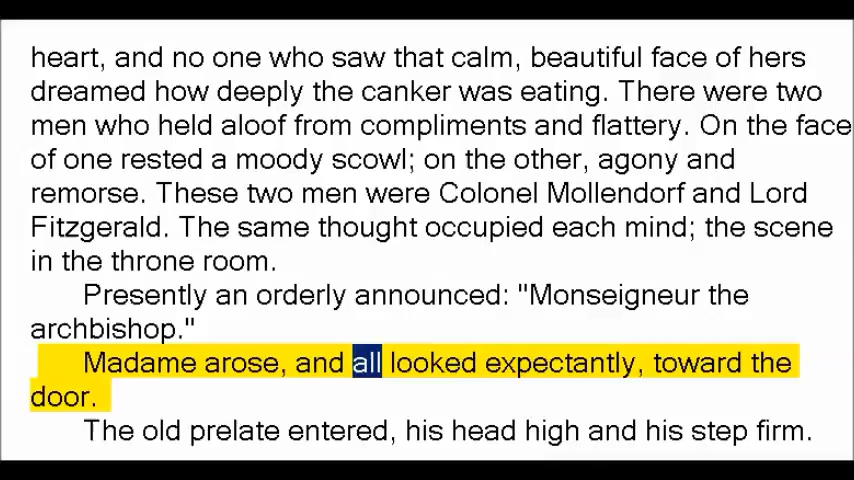 heart, and no one who saw that calm, beautiful face of hers
dreamed how deeply the canker was eating. There were two
men who held aloof from compliments and flattery. On the face
of one rested a moody scowl; on the other, agony and
remorse. These two men were Colonel Mollendorf and Lord
Fitzgerald. The same thought occupied each mind; the scene
in the throne room.
Presently an orderly announced: "Monseigneur the
archbishop."
Madame arose, and all looked expectantly, toward the
door.
The old prelate entered, his head high and his step firm.